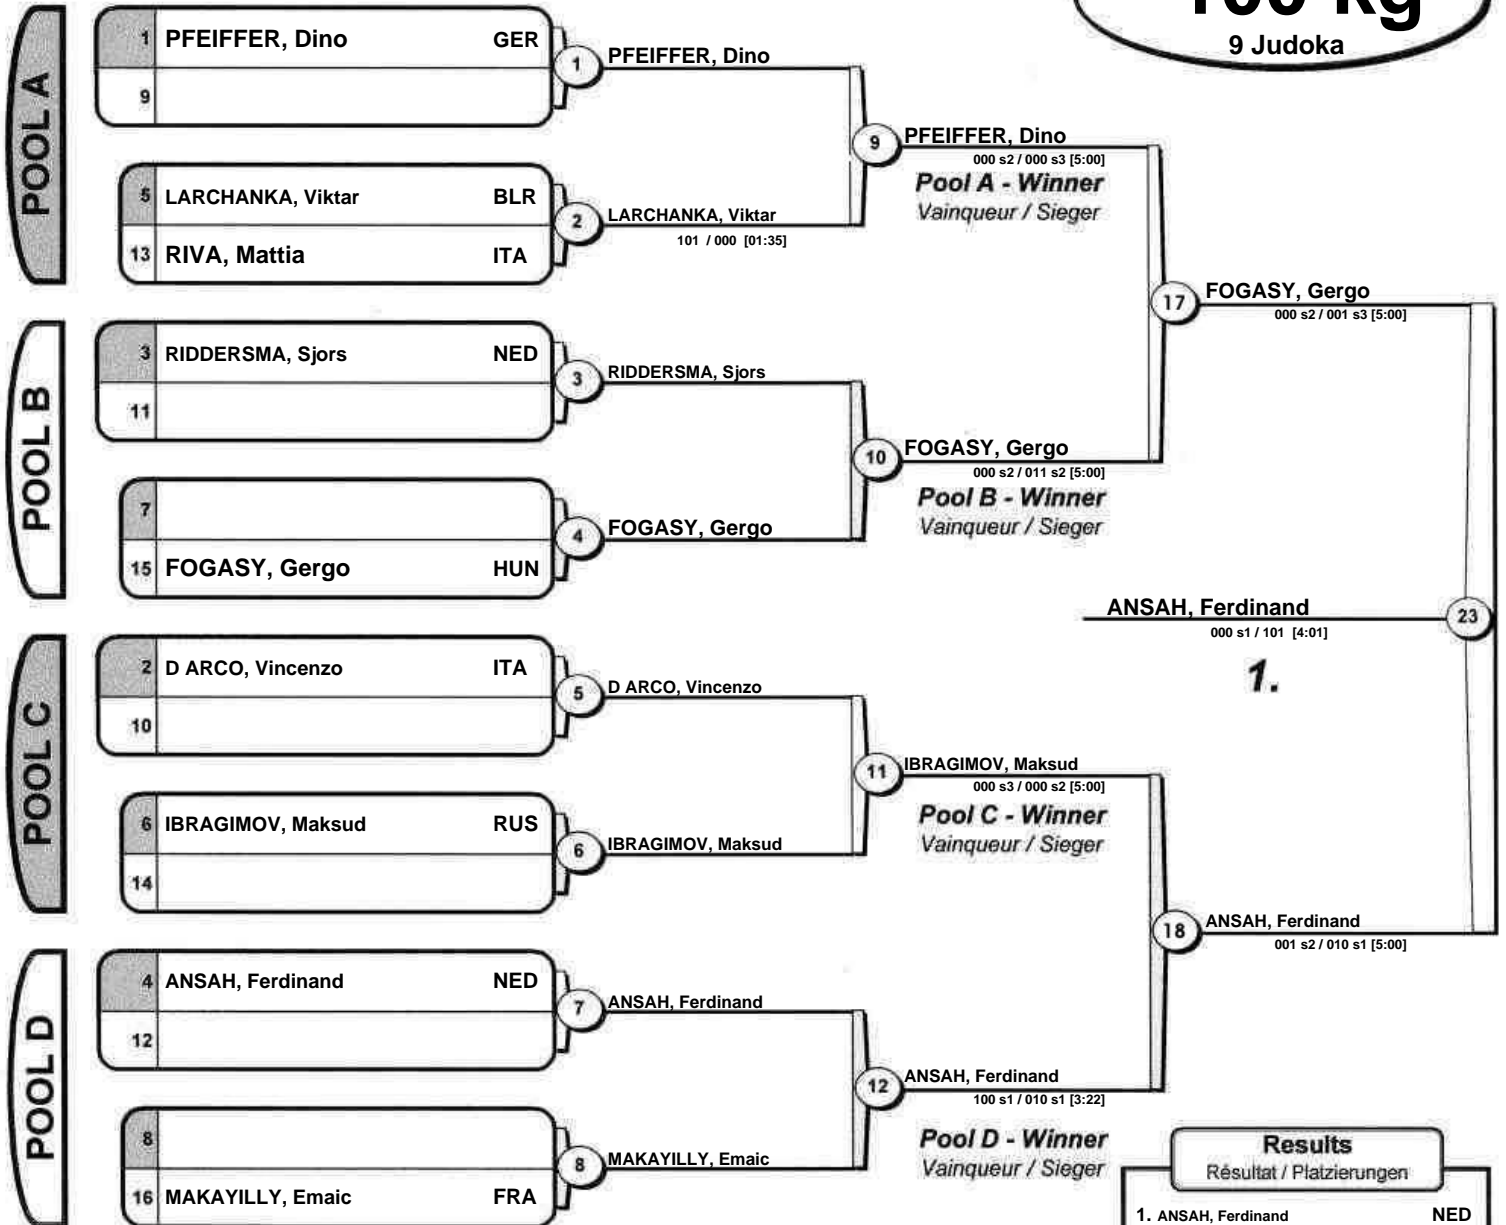 100 kg
9 Judoka
POOL A
1 PFEIFFER, Dino GER
9
1 PFEIFFER, Dino
5 LARCHANKA, Viktar BLR
13 RIVA, Mattia ITA
2 LARCHANKA, Viktar
101 / 000 [01:35]
9 PFEIFFER, Dino
000 s2 / 000 s3 [5:00]
Pool A - Winner
Vainqueur / Sieger
POOL B
3 RIDDERSMA, Sjors NED
11
3 RIDDERSMA, Sjors
7
15 FOGASY, Gergo HUN
4 FOGASY, Gergo
10 FOGASY, Gergo
000 s2 / 011 s2 [5:00]
Pool B - Winner
Vainqueur / Sieger
17 FOGASY, Gergo
000 s2 / 001 s3 [5:00]
ANSAH, Ferdinand 23
000 s1 / 101 [4:01]
1.
POOL C
2 D ARCO, Vincenzo ITA
10
5 D ARCO, Vincenzo
6 IBRAGIMOV, Maksud RUS
14
6 IBRAGIMOV, Maksud
11 IBRAGIMOV, Maksud
000 s3 / 000 s2 [5:00]
Pool C - Winner
Vainqueur / Sieger
18 ANSAH, Ferdinand
001 s2 / 010 s1 [5:00]
POOL D
4 ANSAH, Ferdinand NED
12
7 ANSAH, Ferdinand
8
16 MAKAYILLY, Emaic FRA
8 MAKAYILLY, Emaic
12 ANSAH, Ferdinand
100 s1 / 010 s1 [3:22]
Pool D - Winner
Vainqueur / Sieger
Results
Résultat / Platzierungen
1. ANSAH, Ferdinand NED